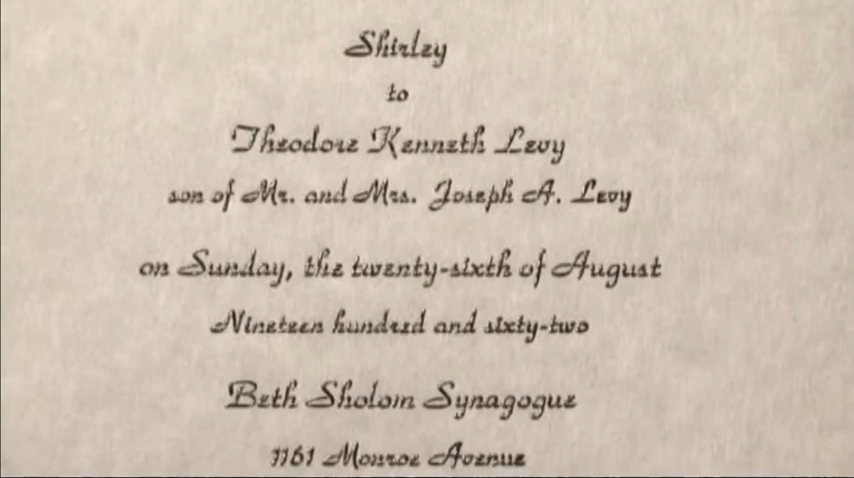 Shirley
to
Theodore Kenneth Levy
son of Mr. and Mrs. Joseph A. Levy
on Sunday, the twenty-sixth of August
Nineteen hundred and sixty-two
Beth Sholom Synagogue
1161 Monroe Avenue